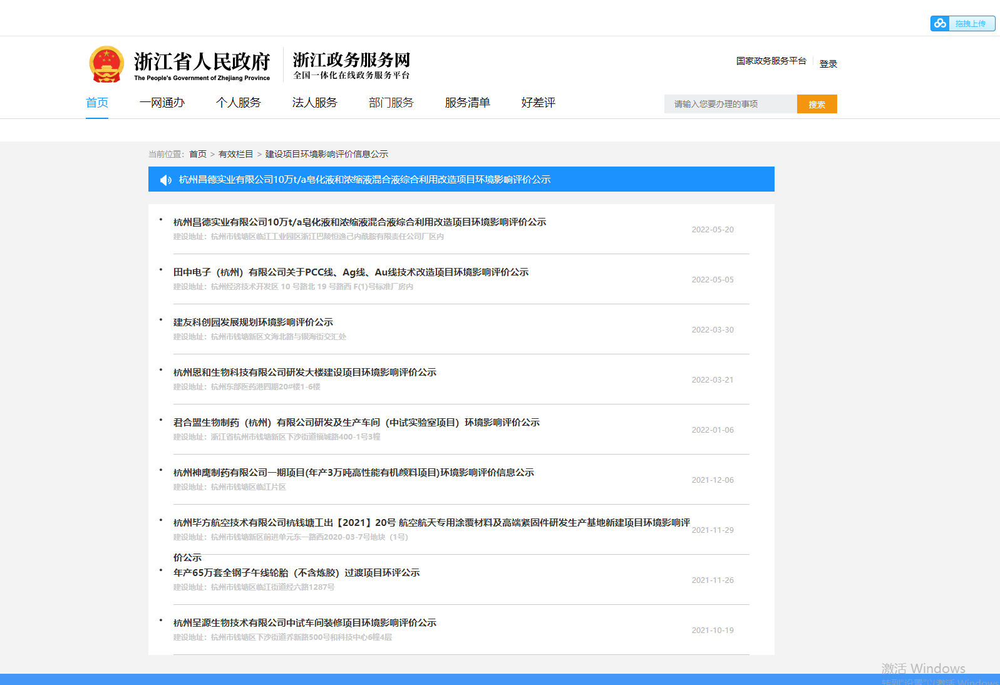 拖拽上传
浙江省人民政府
The People's Government of Zhejiang Province
浙江政务服务网
全国一体化在线政务服务平台
国家政务服务平台 登录
首页 一网通办 个人服务 法人服务 部门服务 服务清单 好差评
请输入您要办理的事项 搜索
当前位置：首页 > 有效栏目 > 建设项目环境影响评价信息公示
杭州昌德实业有限公司10万t/a皂化液和浓缩液混合液综合利用改造项目环境影响评价公示
杭州昌德实业有限公司10万t/a皂化液和浓缩液混合液综合利用改造项目环境影响评价公示
建设地址：杭州市钱塘区临江工业园区浙江巴陵恒逸己内酰胺有限责任公司厂区内
2022-05-20
田中电子（杭州）有限公司关于PCC线、Ag线、Au线技术改造项目环境影响评价公示
建设地址：杭州经济技术开发区 10 号路北 19 号路西 F(1)号标准厂房内
2022-05-05
建友科创园发展规划环境影响评价公示
建设地址：杭州市钱塘新区文海北路与银海街交汇处
2022-03-30
杭州恩和生物科技有限公司研发大楼建设项目环境影响评价公示
建设地址：杭州东部医药港四期20#楼1-6楼
2022-03-21
君合盟生物制药（杭州）有限公司研发及生产车间（中试实验室项目）环境影响评价公示
建设地址：浙江省杭州市钱塘新区下沙街道福城路400-1号3幢
2022-01-06
杭州神鹰制药有限公司一期项目(年产3万吨高性能有机颜料项目)环境影响评价信息公示
建设地址：杭州市钱塘区临江片区
2021-12-06
杭州毕方航空技术有限公司杭钱塘工出【2021】20号 航空航天专用涂覆材料及高端紧固件研发生产基地新建项目环境影响评
价公示
建设地址：杭州市钱塘新区前进单元东一路西2020-03-7号地块（1号）
2021-11-29
年产65万套全钢子午线轮胎（不含炼胶）过渡项目环评公示
建设地址：杭州市钱塘区临江街道经六路1287号
2021-11-26
杭州呈源生物技术有限公司中试车间装修项目环境影响评价公示
建设地址：杭州市钱塘区下沙街道乔新路500号和科技中心6幢4层
2021-10-19
激活 Windows
转到"设置"以激活 Windows